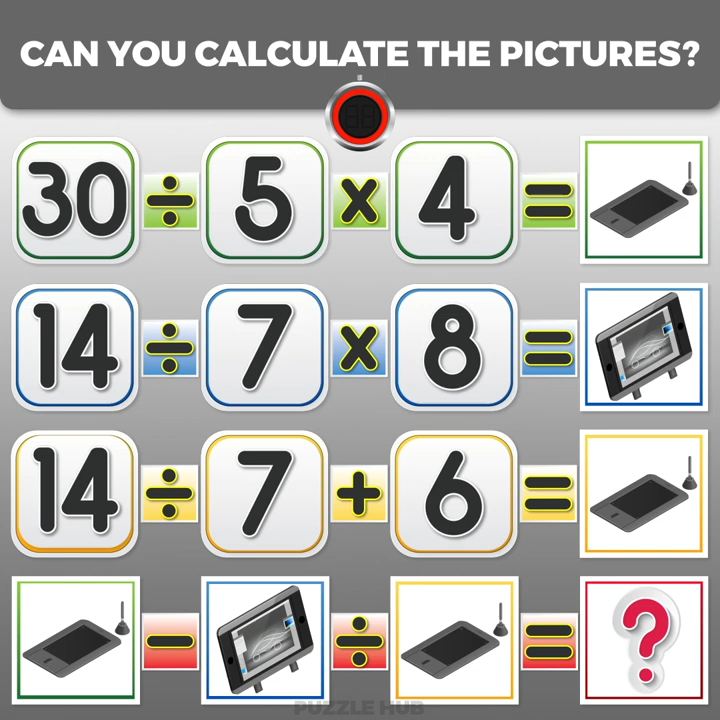 CAN YOU CALCULATE THE PICTURES?
30 ÷ 5 x 4 =
14 ÷ 7 x 8 =
14 ÷ 7 + 6 =
− ÷ = ?
PUZZLE HUB